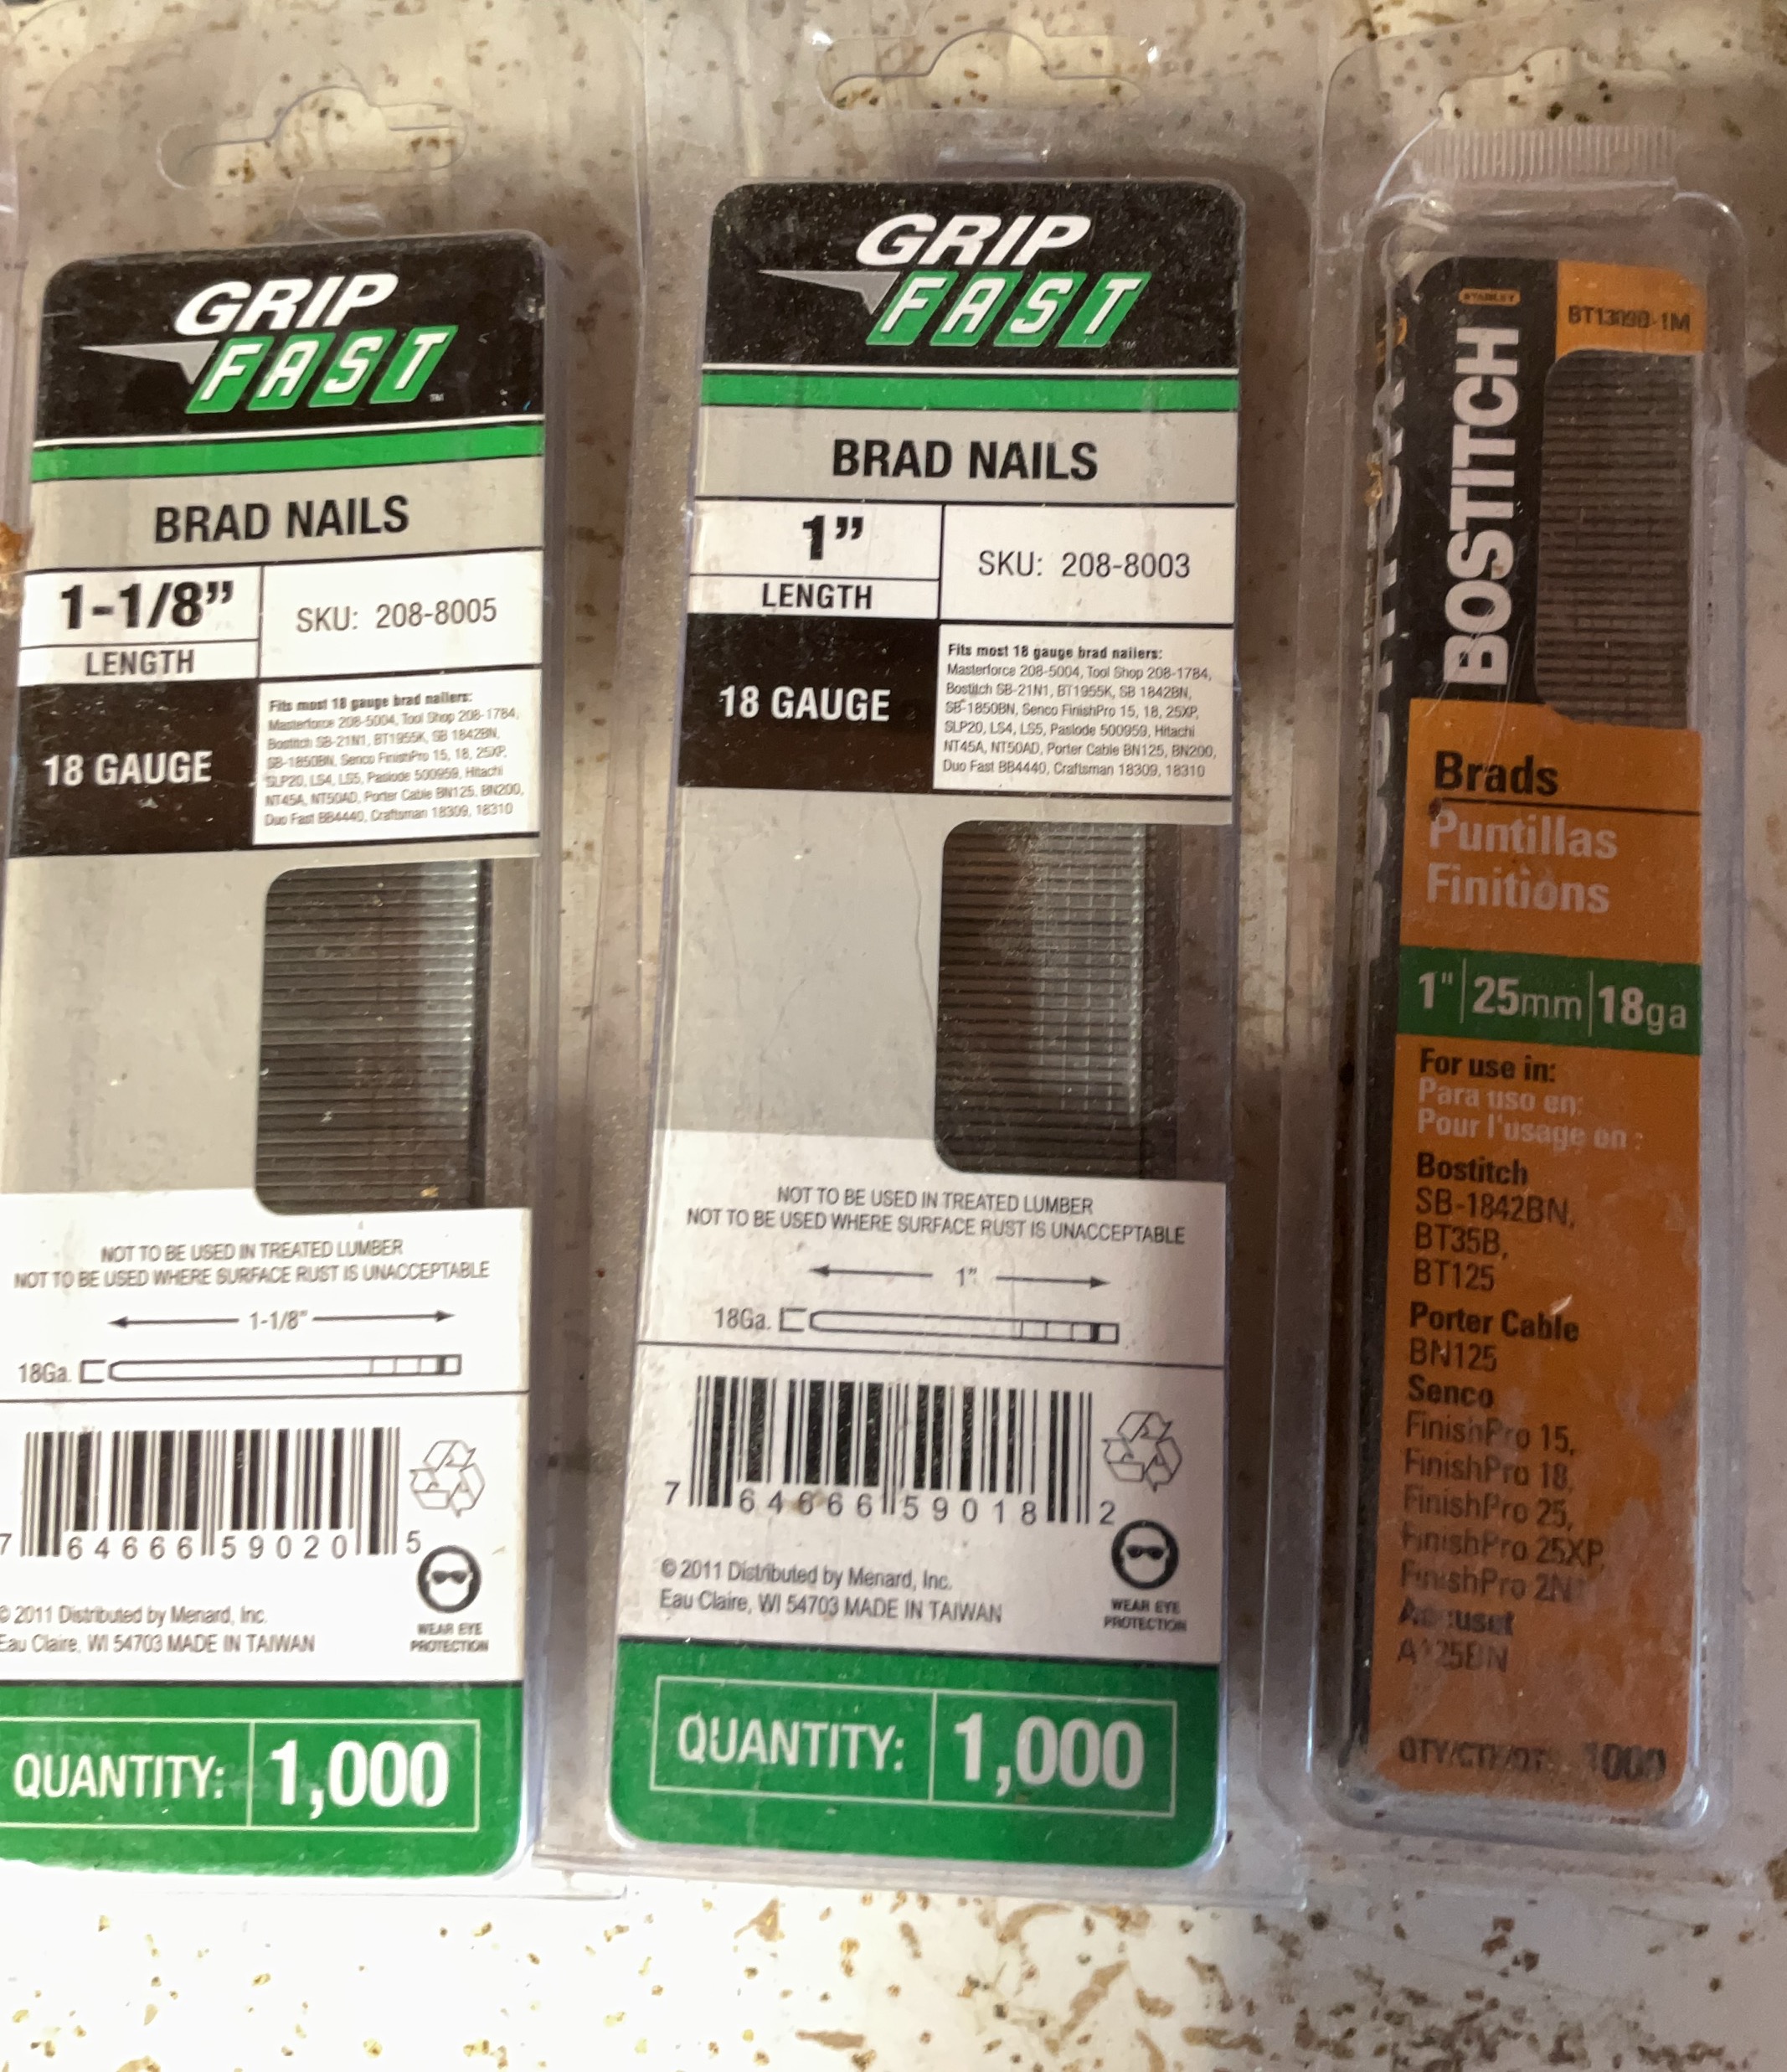 GRIP
FAST
TM
BRAD NAILS
1-1/8”
LENGTH
SKU: 208-8005
18 GAUGE
Fits most 18 gauge brad nailers:
Masterforce 208-5004, Tool Shop 208-1784,
Bostitch SB-21N1, BT1955K, SB 1842BN,
SB-1850BN, Senco FinishPro 15, 18, 25XP,
SLP20, LS4, LS5, Paslode 500959, Hitachi
NT45A, NT50AD, Porter Cable BN125, BN200,
Duo Fast BB4440, Craftsman 18309, 18310
NOT TO BE USED IN TREATED LUMBER
NOT TO BE USED WHERE SURFACE RUST IS UNACCEPTABLE
1-1/8"
18Ga.
7 64666 59020 5
© 2011 Distributed by Menard, Inc.
Eau Claire, WI 54703 MADE IN TAIWAN
WEAR EYE
PROTECTION
QUANTITY: 1,000
GRIP
FAST
TM
BRAD NAILS
1”
LENGTH
SKU: 208-8003
18 GAUGE
Fits most 18 gauge brad nailers:
Masterforce 208-5004, Tool Shop 208-1784,
Bostitch SB-21N1, BT1955K, SB 1842BN,
SB-1850BN, Senco FinishPro 15, 18, 25XP,
SLP20, LS4, LS5, Paslode 500959, Hitachi
NT45A, NT50AD, Porter Cable BN125, BN200,
Duo Fast BB4440, Craftsman 18309, 18310
NOT TO BE USED IN TREATED LUMBER
NOT TO BE USED WHERE SURFACE RUST IS UNACCEPTABLE
1"
18Ga.
7 64666 59018 2
© 2011 Distributed by Menard, Inc.
Eau Claire, WI 54703 MADE IN TAIWAN
WEAR EYE
PROTECTION
QUANTITY: 1,000
STANLEY
BOSTITCH
Brads
Puntillas
Finitions
1" 25mm 18ga
For use in:
Para uso en:
Pour l'usage en :
Bostitch
SB-1842BN,
BT35B,
BT125
Porter Cable
BN125
Senco
FinishPro 15,
FinishPro 18,
FinishPro 25,
FinishPro 25XP,
FinishPro
1000